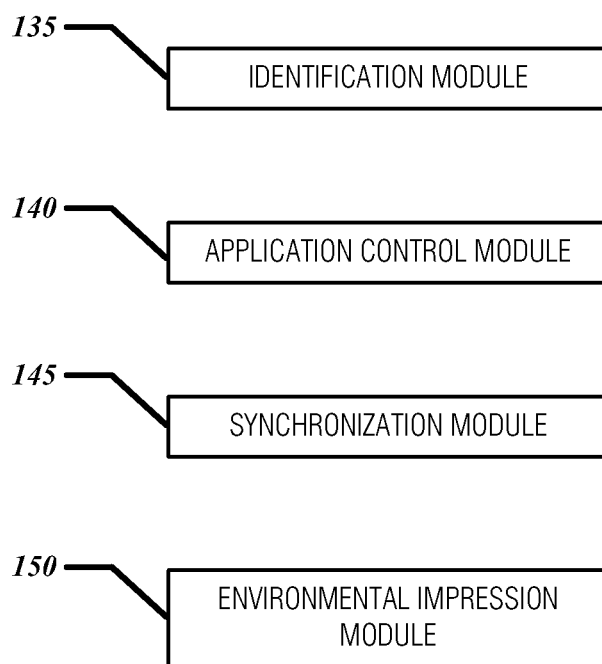 135
IDENTIFICATION MODULE
140
APPLICATION CONTROL MODULE
145
SYNCHRONIZATION MODULE
150
ENVIRONMENTAL IMPRESSION
MODULE